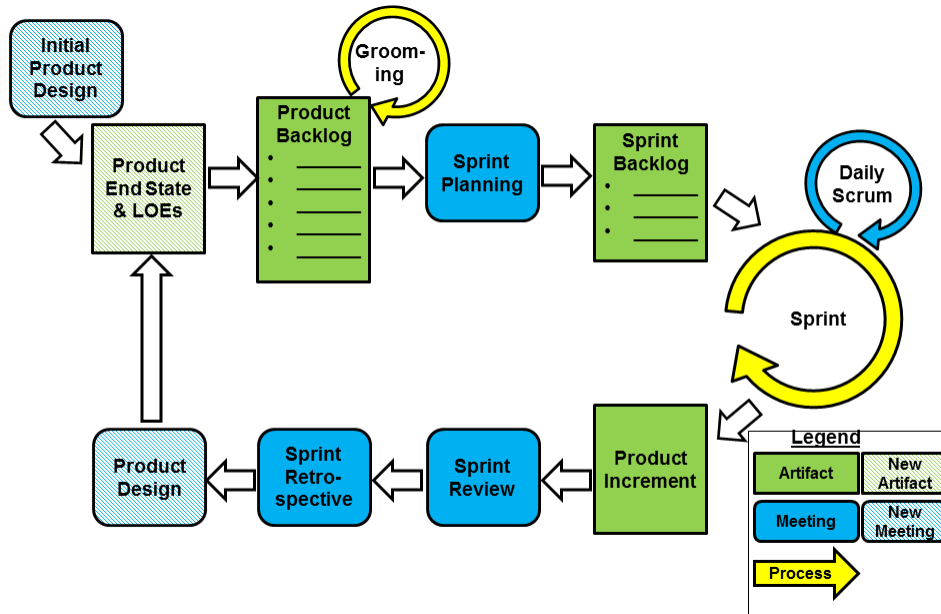 Initial
Product
Design
Groom-
ing
Product
End State
& LOEs
Product
Backlog
Sprint
Planning
Sprint
Backlog
Daily
Scrum
Sprint
Product
Increment
Sprint
Review
Sprint
Retro-
spective
Product
Design
Legend
Artifact
New
Artifact
Meeting
New
Meeting
Process